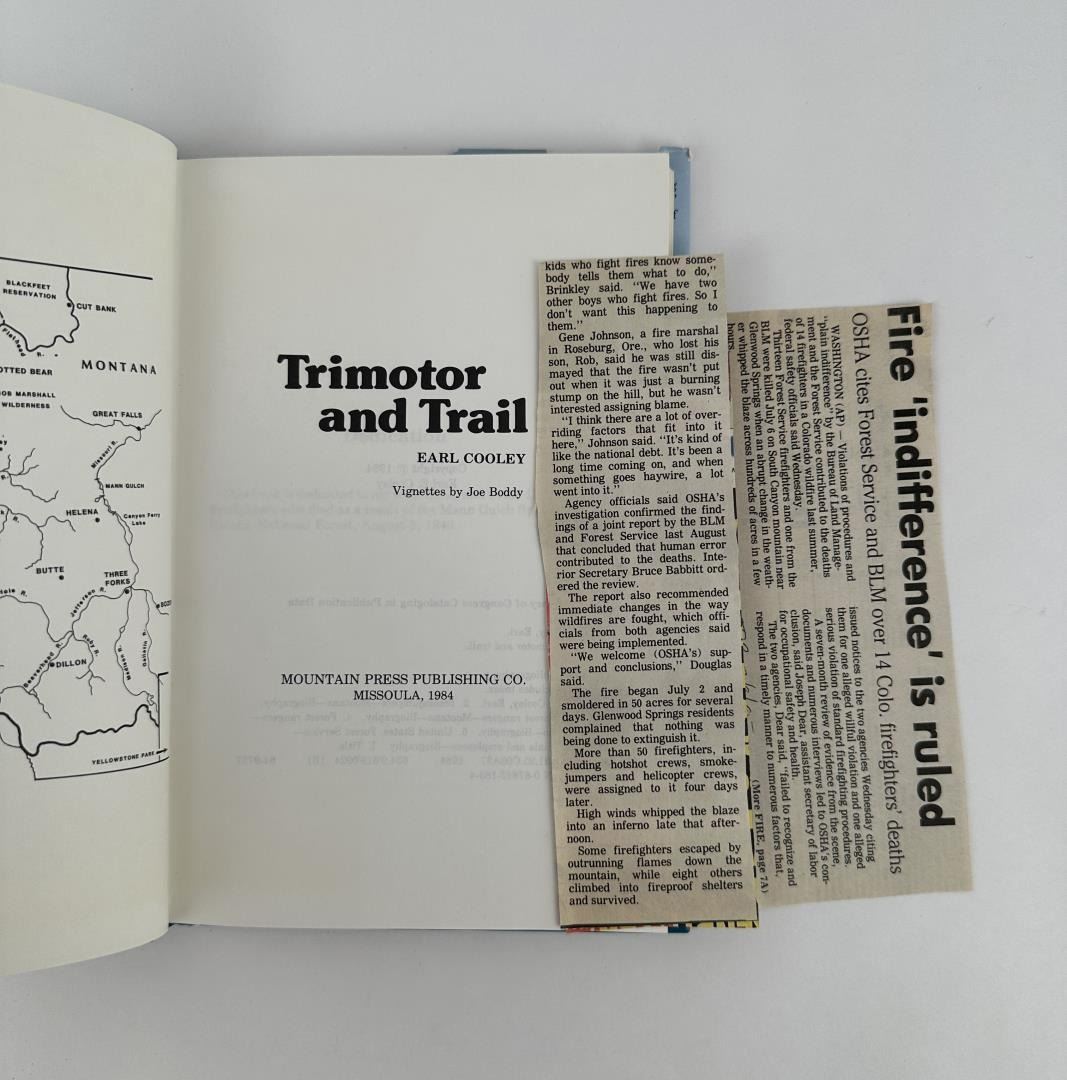 BLACKFEET
RESERVATION
CUT BANK
Flathead
R.
MONTANA
OTTED BEAR
OB MARSHALL
WILDERNESS
GREAT FALLS
Missouri R.
MANN GULCH
HELENA
Canyon Ferry
Lake
BUTTE
THREE
FORKS
Jefferson R.
Ruby R.
Beaverhead R.
DILLON
Madison R.
Gallatin R.
YELLOWSTONE PARK
Trimotor
and Trail
EARL COOLEY
Vignettes by Joe Boddy
MOUNTAIN PRESS PUBLISHING CO.
MISSOULA, 1984
kids who fight fires know some-
body tells them what to do,"
Brinkley said. "We have two
other boys who fight fires. So I
don't want this happening to
them."
Gene Johnson, a fire marshal
in Roseburg, Ore., who lost his
son, Rob, said he was still dis-
mayed that the fire wasn't put
out when it was just a burning
stump on the hill, but he wasn't
interested assigning blame.
"I think there are a lot of over-
riding factors that fit into it
here," Johnson said. "It's kind of
like the national debt. It's been a
long time coming on, and when
something goes haywire, a lot
went into it."
Agency officials said OSHA's
investigation confirmed the find-
ings of a joint report by the BLM
and Forest Service last August
that concluded that human error
contributed to the deaths. Inte-
rior Secretary Bruce Babbitt ord-
ered the review.
The report also recommended
immediate changes in the way
wildfires are fought, which offi-
cials from both agencies said
were being implemented.
"We welcome (OSHA's) sup-
port and conclusions," Douglas
said.
The fire began July 2 and
smoldered in 50 acres for several
days. Glenwood Springs residents
complained that nothing was
being done to extinguish it.
More than 50 firefighters, in-
cluding hotshot crews, smoke-
jumpers and helicopter crews,
were assigned to it four days
later.
High winds whipped the blaze
into an inferno late that after-
noon.
Some firefighters escaped by
outrunning flames down the
mountain, while eight others
climbed into fireproof shelters
and survived.
Fire 'indifference' is ruled
OSHA cites Forest Service and BLM over 14 Colo. firefighters' deaths
WASHINGTON (AP) — Violations of procedures and
"plain indifference" by the Bureau of Land Manage-
ment and the Forest Service contributed to the deaths
of 14 firefighters in a Colorado wildfire last summer,
federal safety officials said Wednesday.
Thirteen Forest Service firefighters and one from the
BLM were killed July 6 on South Canyon mountain near
Glenwood Springs when an abrupt change in the weath-
er whipped the blaze across hundreds of acres in a few
hours.
issued notices to the two agencies Wednesday citing
them for one alleged willful violation and one alleged
serious violation of standard firefighting procedures.
A seven-month review of evidence from the scene,
documents and numerous interviews led to OSHA's con-
clusion, said Joseph Dear, assistant secretary of labor
for occupational safety and health.
The two agencies, Dear said, "failed to recognize and
respond in a timely manner to numerous factors that,
(More FIRE, page 7A)